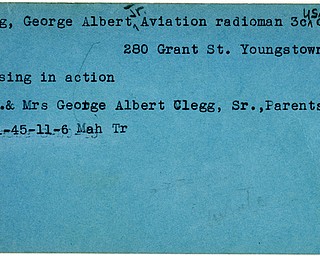 g, George Albert, Jr. Aviation radioman 3c USN
280 Grant St. Youngstown
sing in action
.& Mrs George Albert Clegg, Sr.,Parents
-45-11-6 Mah Tr